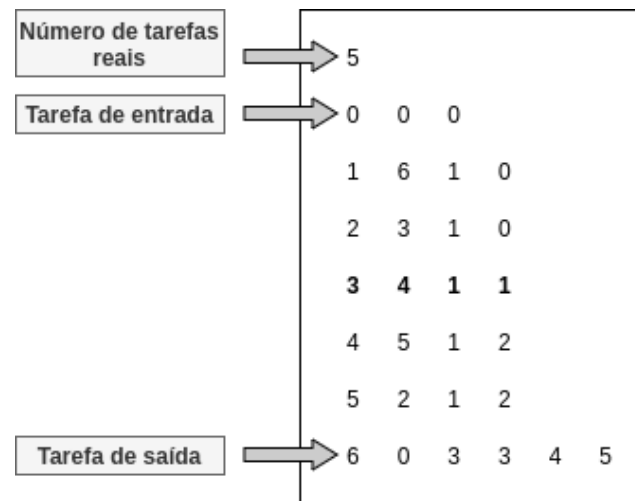 Número de tarefas
reais
5
Tarefa de entrada
0 0 0
1 6 1 0
2 3 1 0
3 4 1 1
4 5 1 2
5 2 1 2
Tarefa de saída
6 0 3 3 4 5